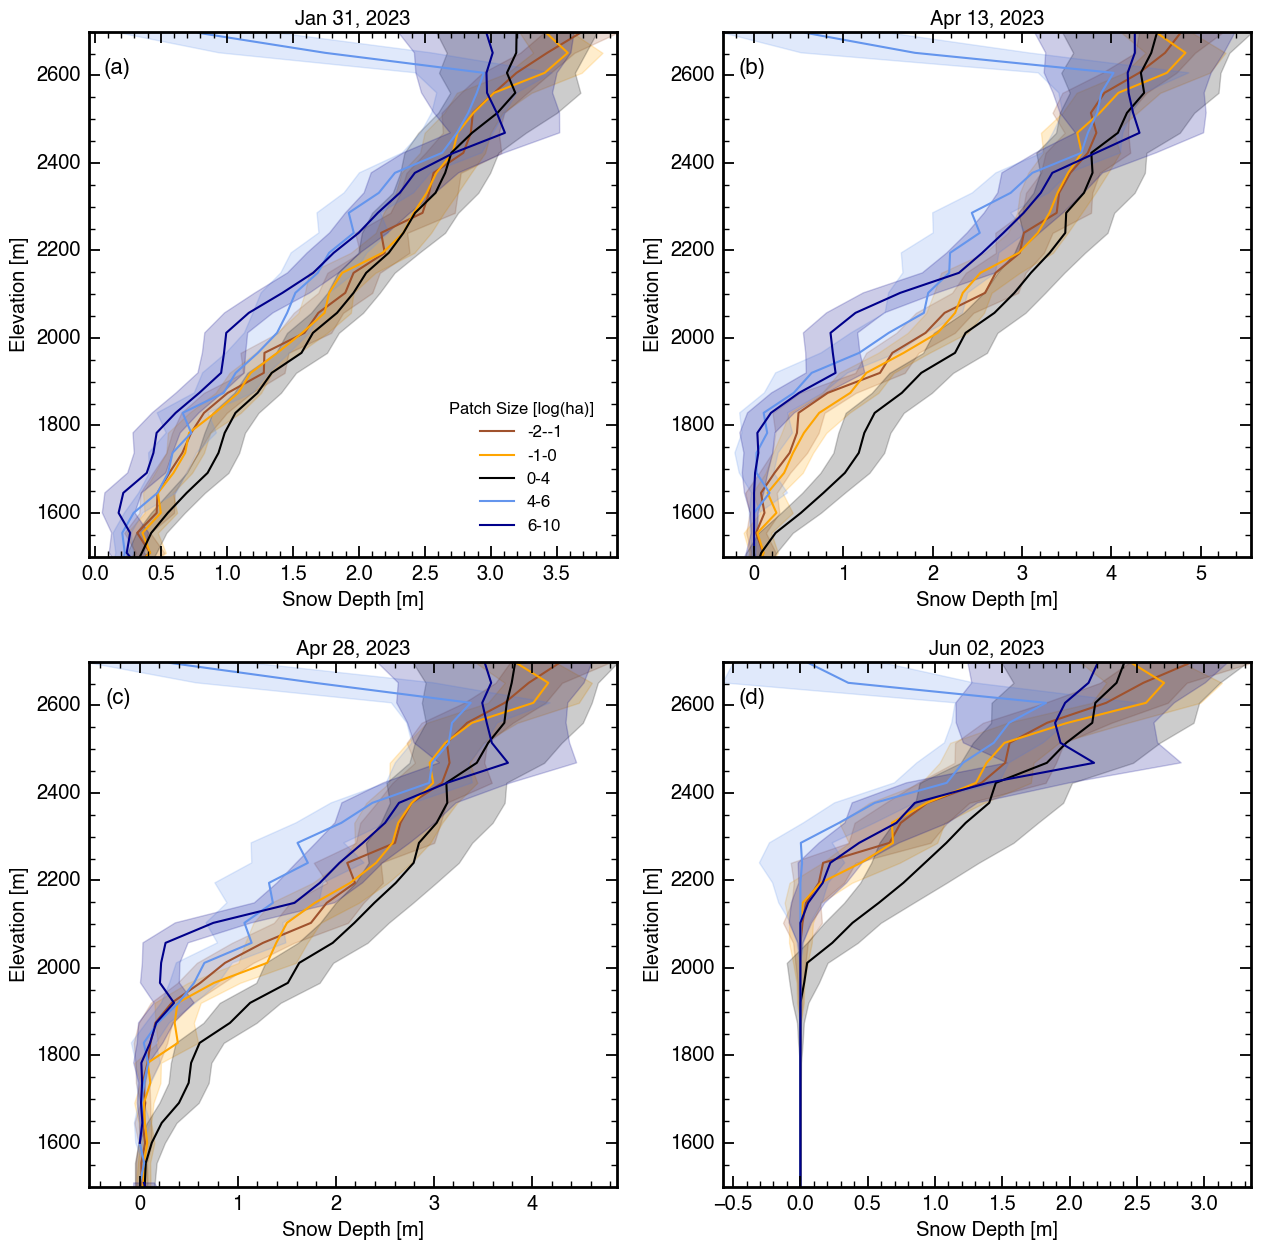 Jan 31, 2023
(a)
2600
2400
2200
2000
1800
1600
Elevation [m]
Patch Size [log(ha)]
-2--1
-1-0
0-4
4-6
6-10
0.0 0.5 1.0 1.5 2.0 2.5 3.0 3.5
Snow Depth [m]
Apr 13, 2023
(b)
2600
2400
2200
2000
1800
1600
Elevation [m]
0 1 2 3 4 5
Snow Depth [m]
Apr 28, 2023
(c)
2600
2400
2200
2000
1800
1600
Elevation [m]
0 1 2 3 4
Snow Depth [m]
Jun 02, 2023
(d)
2600
2400
2200
2000
1800
1600
Elevation [m]
−0.5 0.0 0.5 1.0 1.5 2.0 2.5 3.0
Snow Depth [m]